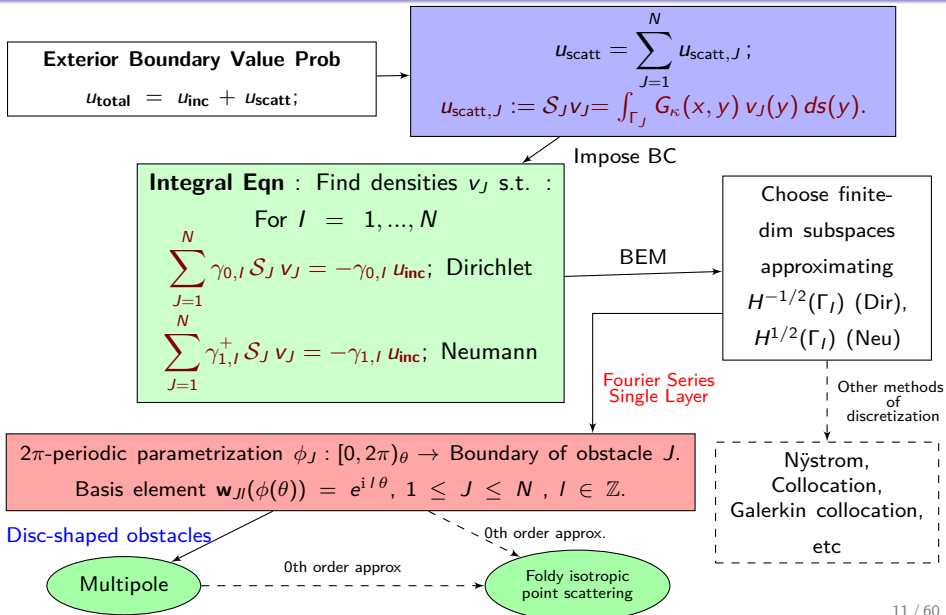 Exterior Boundary Value Prob
u_total = u_inc + u_scatt;
u_scatt = ∑_{J=1}^{N} u_scatt,J ;
u_scatt,J := 𝒮_J v_J = ∫_{Γ_J} G_κ(x, y) v_J(y) ds(y).
Impose BC
Integral Eqn : Find densities v_J s.t. :
For I = 1, ..., N
∑_{J=1}^{N} γ_{0,I} 𝒮_J v_J = −γ_{0,I} u_inc; Dirichlet
∑_{J=1}^{N} γ^+_{1,I} 𝒮_J v_J = −γ_{1,I} u_inc; Neumann
BEM
Choose finite-
dim subspaces
approximating
H^{−1/2}(Γ_I) (Dir),
H^{1/2}(Γ_I) (Neu)
Fourier Series
Single Layer
Other methods
of
discretization
2π-periodic parametrization ϕ_J : [0, 2π)_θ → Boundary of obstacle J.
Basis element w_{Jl}(ϕ(θ)) = e^{i l θ}, 1 ≤ J ≤ N , l ∈ ℤ.
Nÿstrom,
Collocation,
Galerkin collocation,
etc
Disc-shaped obstacles
0th order approx.
0th order approx
Multipole
Foldy isotropic
point scattering
11 / 60